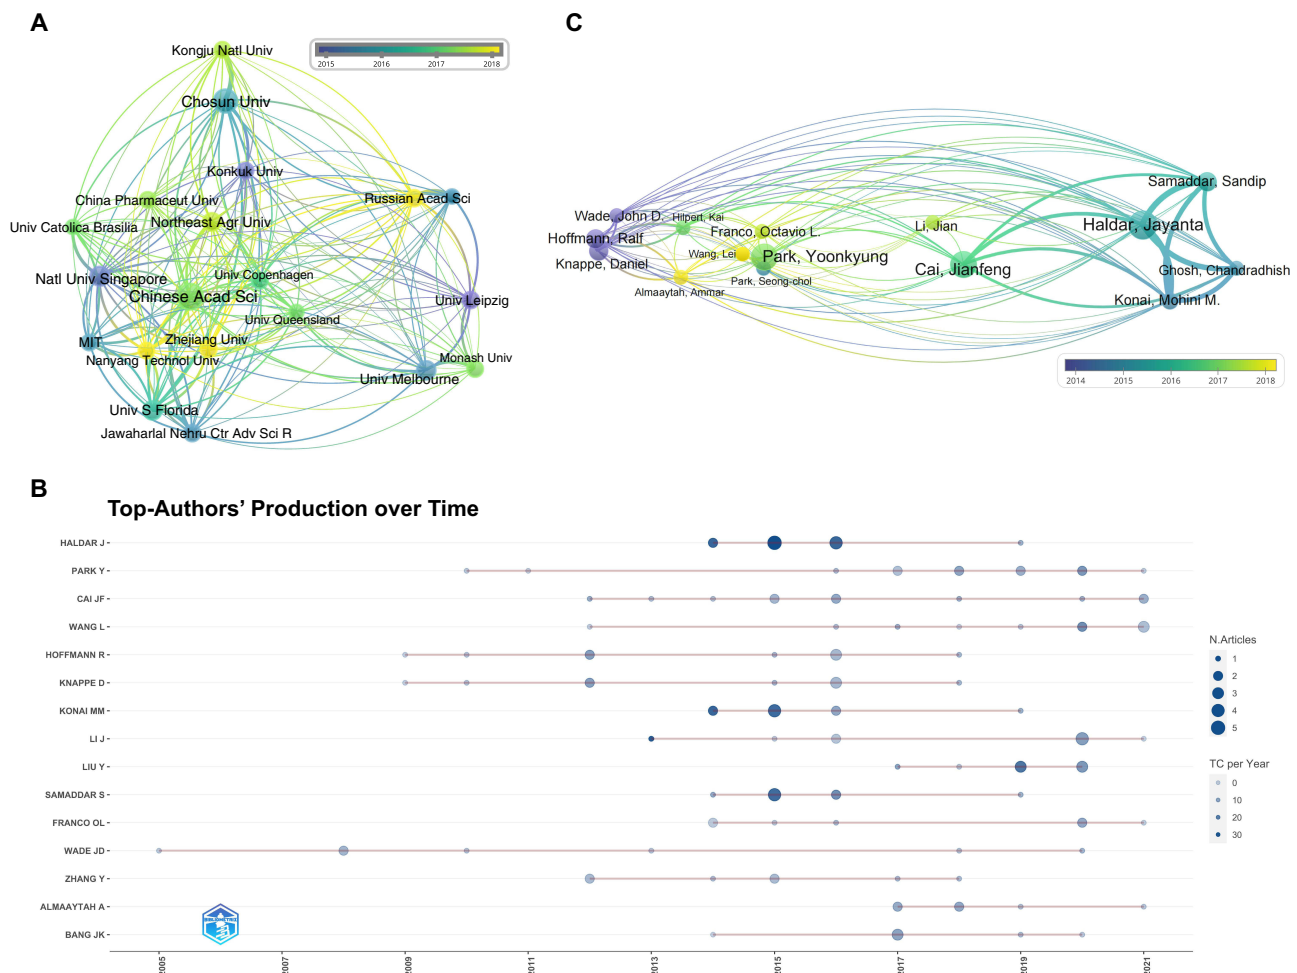 A
Kongju Natl Univ
2015 2016 2017 2018
Chosun Univ
Konkuk Univ
China Pharmaceut Univ
Russian Acad Sci
Northeast Agr Univ
Univ Catolica Brasilia
Natl Univ Singapore
Univ Copenhagen
Chinese Acad Sci
Univ Leipzig
Univ Queensland
MIT
Zhejiang Univ
Nanyang Technol Univ
Monash Univ
Univ Melbourne
Univ S Florida
Jawaharlal Nehru Ctr Adv Sci R
C
Samaddar, Sandip
Wade, John D.
Hilpert, Kai
Franco, Octavio L.
Li, Jian
Haldar, Jayanta
Hoffmann, Ralf
Wang, Lei
Park, Yoonkyung
Knappe, Daniel
Cai, Jianfeng
Ghosh, Chandradhish
Park, Seong-chol
Almaaytah, Ammar
Konai, Mohini M.
2014 2015 2016 2017 2018
B
Top-Authors' Production over Time
HALDAR J
PARK Y
CAI JF
WANG L
HOFFMANN R
KNAPPE D
KONAI MM
LI J
LIU Y
SAMADDAR S
FRANCO OL
WADE JD
ZHANG Y
ALMAAYTAH A
BANG JK
BIBLIOMETRIX
2005 2007 2009 2011 2013 2015 2017 2019 2021
N.Articles
1
2
3
4
5
TC per Year
0
10
20
30